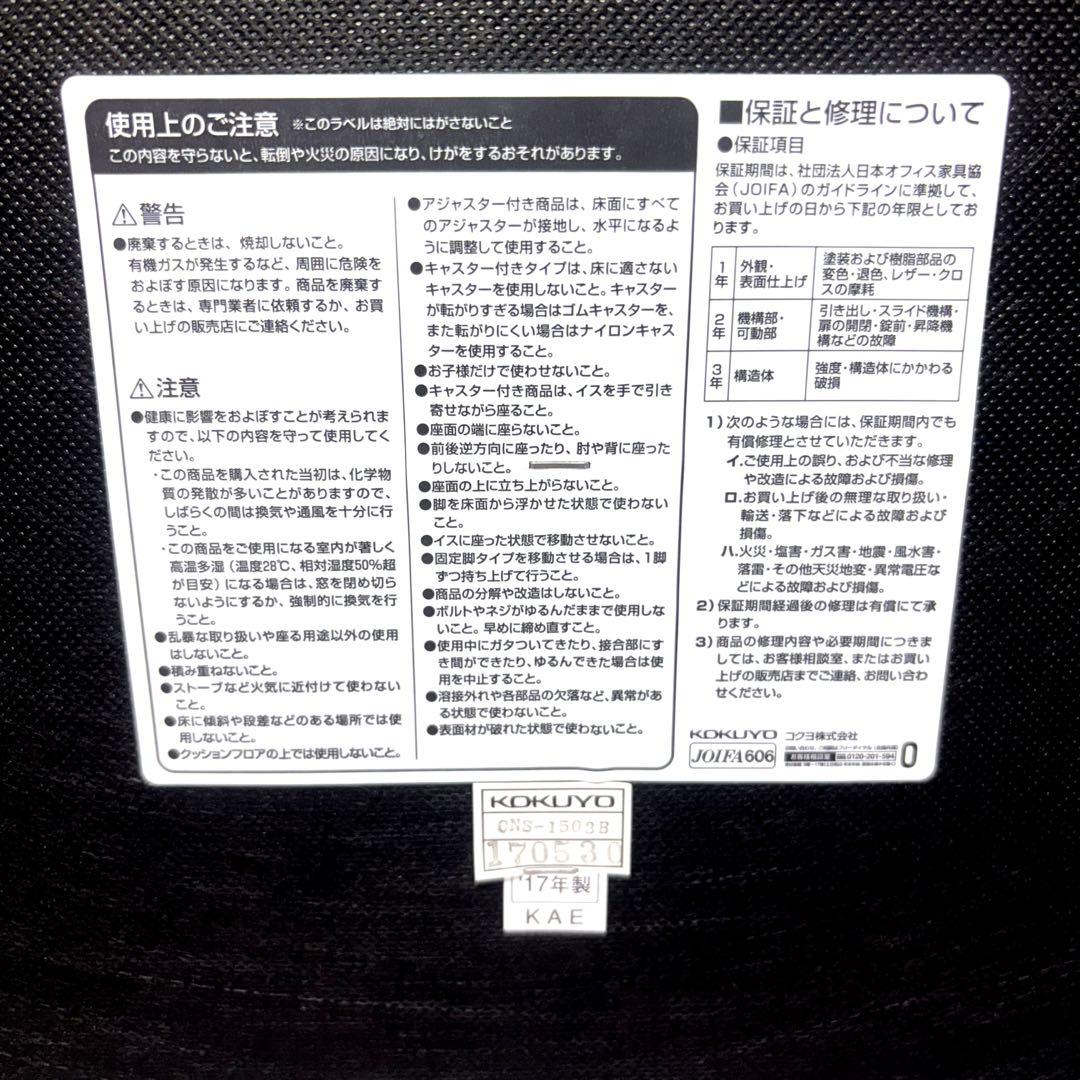 使用上のご注意 ※このラベルは絶対にはがさないこと
この内容を守らないと、転倒や火災の原因になり、けがをするおそれがあります。
⚠警告
●廃棄するときは、焼却しないこと。
有機ガスが発生するなど、周囲に危険を
およぼす原因になります。商品を廃棄す
るときは、専門業者に依頼するか、お買
い上げの販売店にご連絡ください。
⚠注意
●健康に影響をおよぼすことが考えられま
すので、以下の内容を守って使用してく
ださい。
・この商品を購入された当初は、化学物
質の発散が多いことがありますので、
しばらくの間は換気や通風を十分に行
うこと。
・この商品をご使用になる室内が著しく
高温多湿（温度28℃、相対湿度50%超
が目安）になる場合は、窓を閉め切ら
ないようにするか、強制的に換気を行
うこと。
●乱暴な取り扱いや座る用途以外の使用
はしないこと。
●積み重ねないこと。
●ストーブなど火気に近付けて使わない
こと。
●床に傾斜や段差などのある場所では使
用しないこと。
●クッションフロアの上では使用しないこと。
●アジャスター付き商品は、床面にすべて
のアジャスターが接地し、水平になるよ
うに調整して使用すること。
●キャスター付きタイプは、床に適さない
キャスターを使用しないこと。キャスター
が転がりすぎる場合はゴムキャスターを、
また転がりにくい場合はナイロンキャス
ターを使用すること。
●お子様だけで使わせないこと。
●キャスター付き商品は、イスを手で引き
寄せながら座ること。
●座面の端に座らないこと。
●前後逆方向に座ったり、肘や背に座った
りしないこと。
●座面の上に立ち上がらないこと。
●脚を床面から浮かせた状態で使わない
こと。
●イスに座った状態で移動させないこと。
●固定脚タイプを移動させる場合は、1脚
ずつ持ち上げて行うこと。
●商品の分解や改造はしないこと。
●ボルトやネジがゆるんだままで使用しな
いこと。早めに締め直すこと。
●使用中にガタついてきたり、接合部にす
き間ができたり、ゆるんできた場合は使
用を中止すること。
●溶接外れや各部品の欠落など、異常があ
る状態で使わないこと。
●表面材が破れた状態で使わないこと。
■保証と修理について
●保証項目
保証期間は、社団法人日本オフィス家具協
会（JOIFA）のガイドラインに準拠して、
お買い上げの日から下記の年限としてお
ります。
1年 外観・表面仕上げ 塗装および樹脂部品の変色・退色、レザー・クロスの摩耗
2年 機構部・可動部 引き出し・スライド機構・扉の開閉・錠前・昇降機構などの故障
3年 構造体 強度・構造体にかかわる破損
1）次のような場合には、保証期間内でも
有償修理とさせていただきます。
イ.ご使用上の誤り、および不当な修理
や改造による故障および損傷。
ロ.お買い上げ後の無理な取り扱い・
輸送・落下などによる故障および
損傷。
ハ.火災・塩害・ガス害・地震・風水害・
落雷・その他天災地変・異常電圧な
どによる故障および損傷。
2）保証期間経過後の修理は有償にて承
ります。
3）商品の修理内容や必要期間につきま
しては、お客様相談室、またはお買い
上げの販売店までご連絡、お問い合わ
せください。
KOKUYO コクヨ株式会社
JOIFA606
お客様相談室 0120-201-594
0
KOKUYO
CNS-1503B
170530
'17年製
KAE